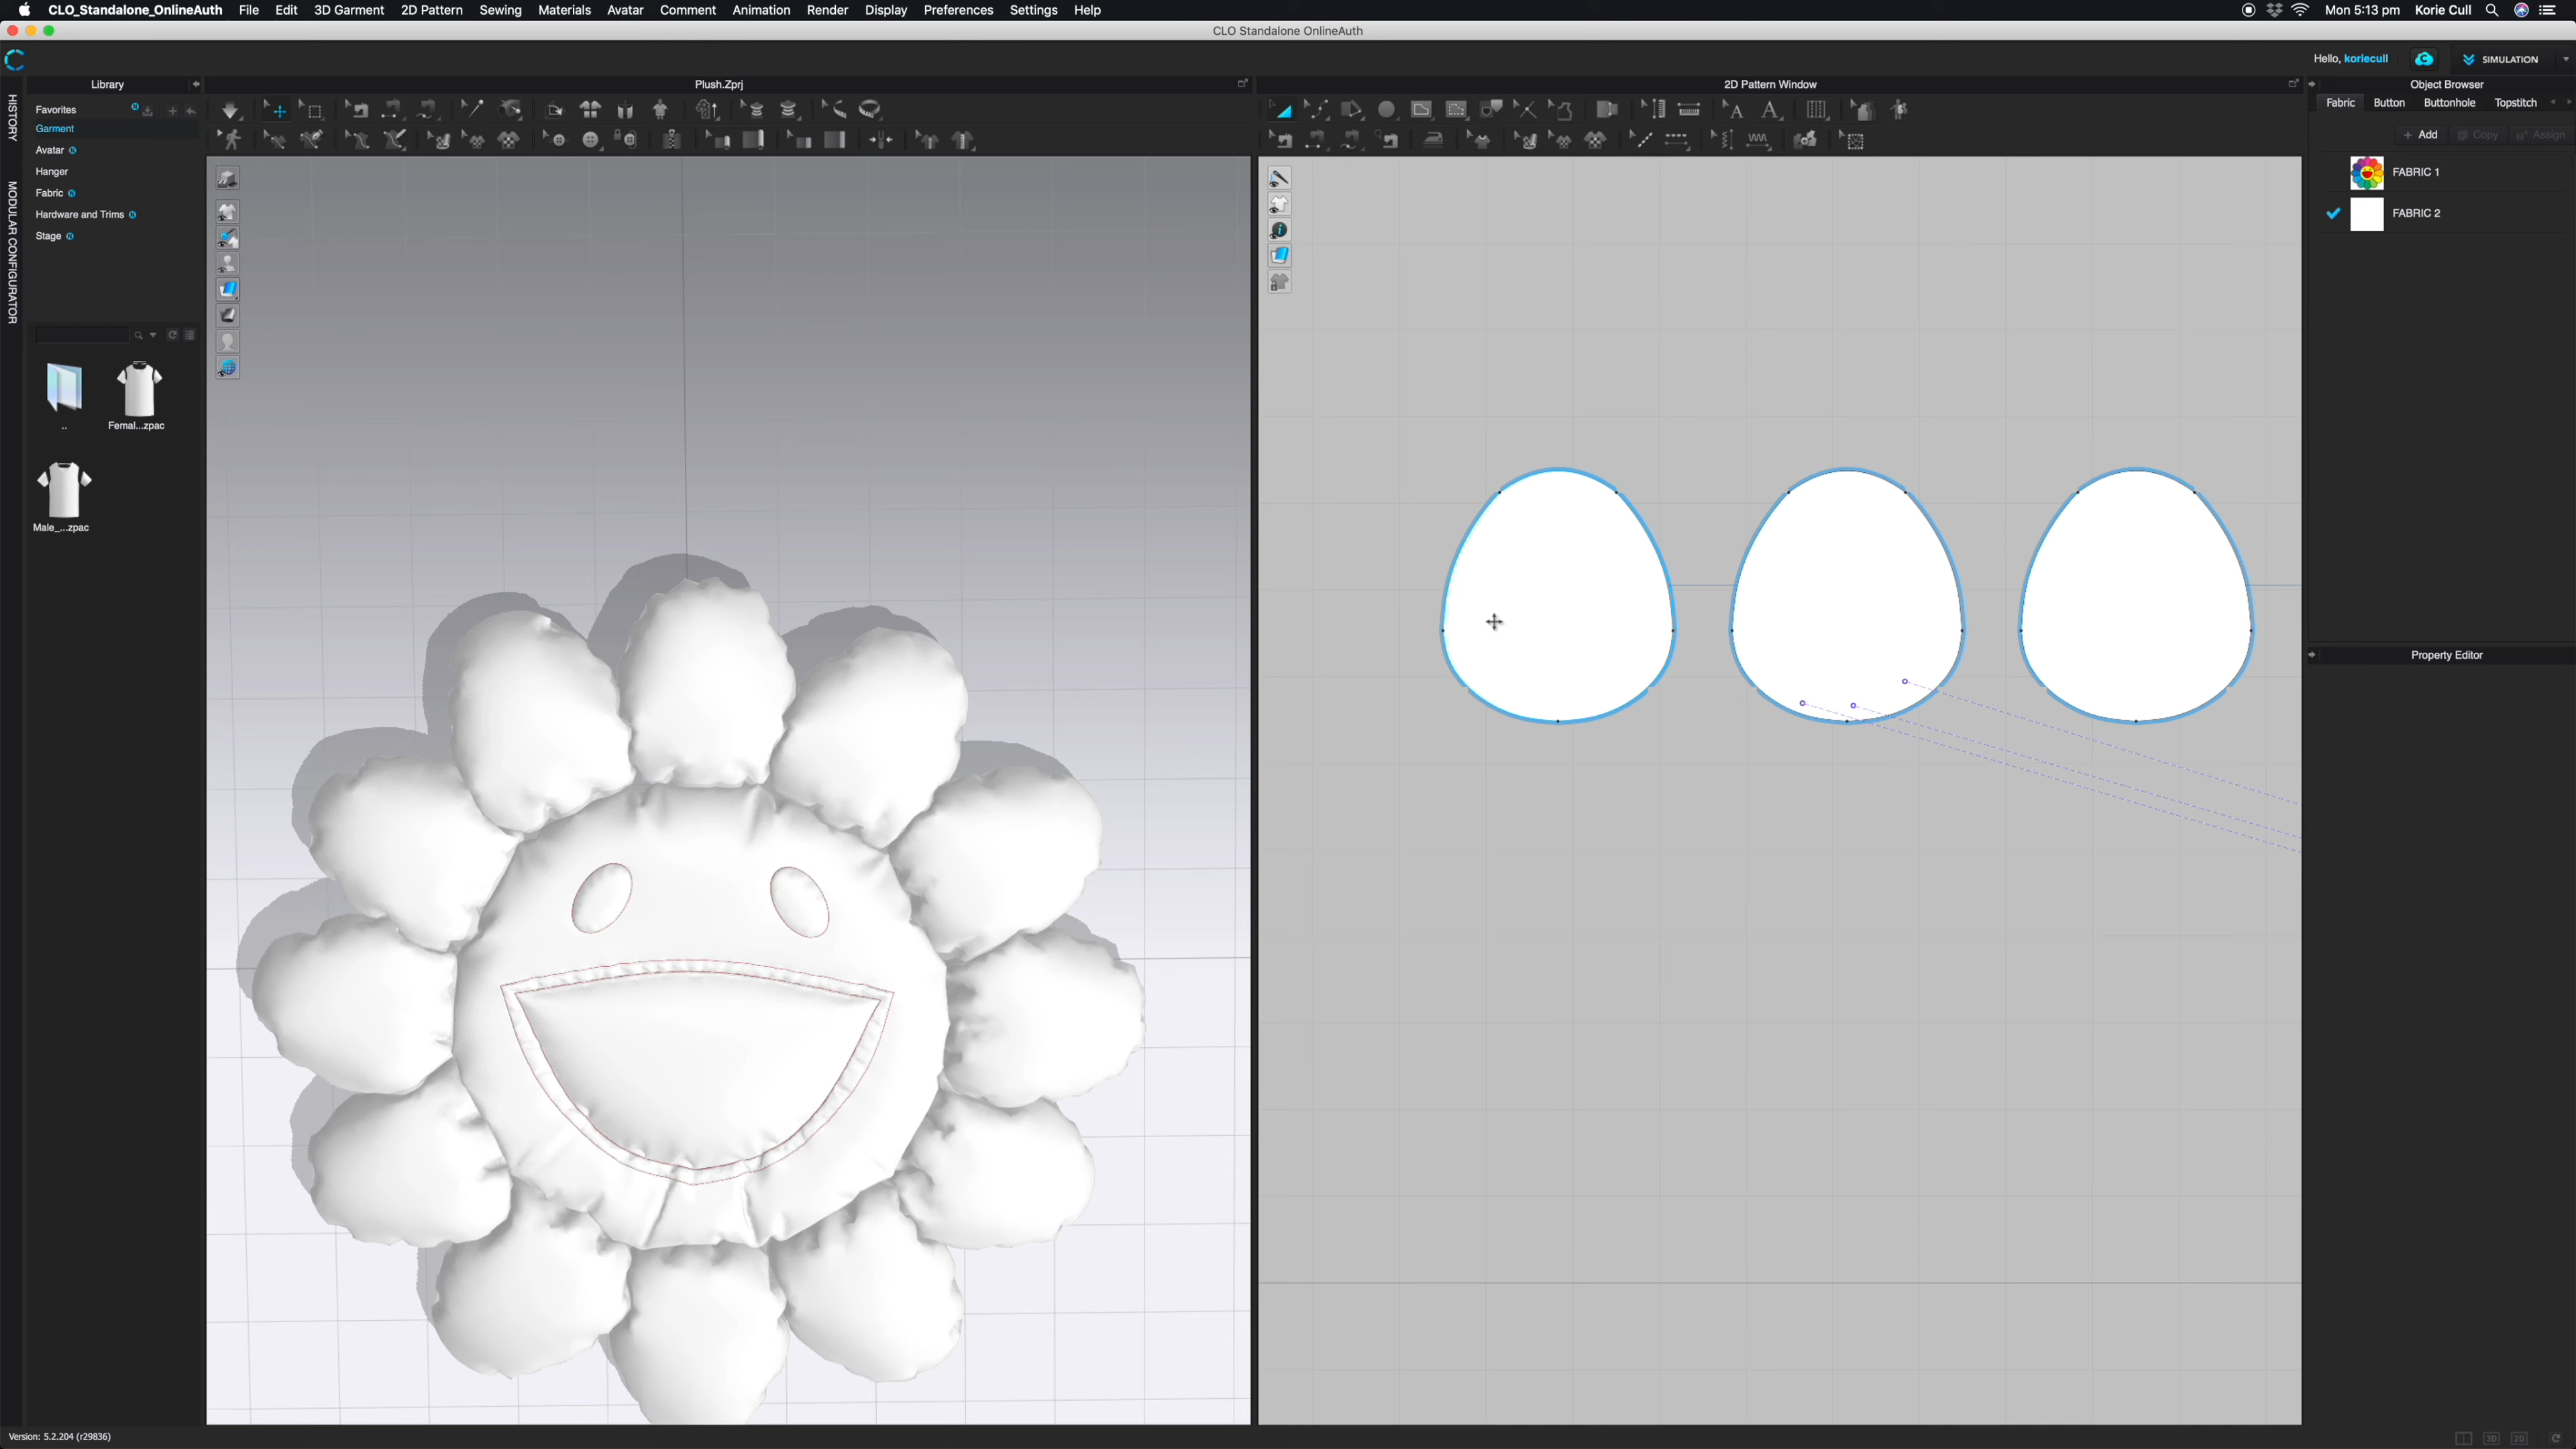 CLO_Standalone_OnlineAuth File Edit 3D Garment 2D Pattern Sewing Materials Avatar Comment Animation Render Display Preferences Settings Help Mon 5:13 pm Korie Cull
CLO Standalone OnlineAuth
Hello, koriecull SIMULATION
Library Plush.Zprj 2D Pattern Window Object Browser
HISTORY
MODULAR CONFIGURATOR
Favorites
Garment
Avatar
Hanger
Fabric
Hardware and Trims
Stage
..
Femal...zpac
Male_...zpac
Fabric Button Buttonhole Topstitch
+ Add Copy Assign
FABRIC 1
FABRIC 2
Property Editor
Version: 5.2.204 (r29836)
3D 2D